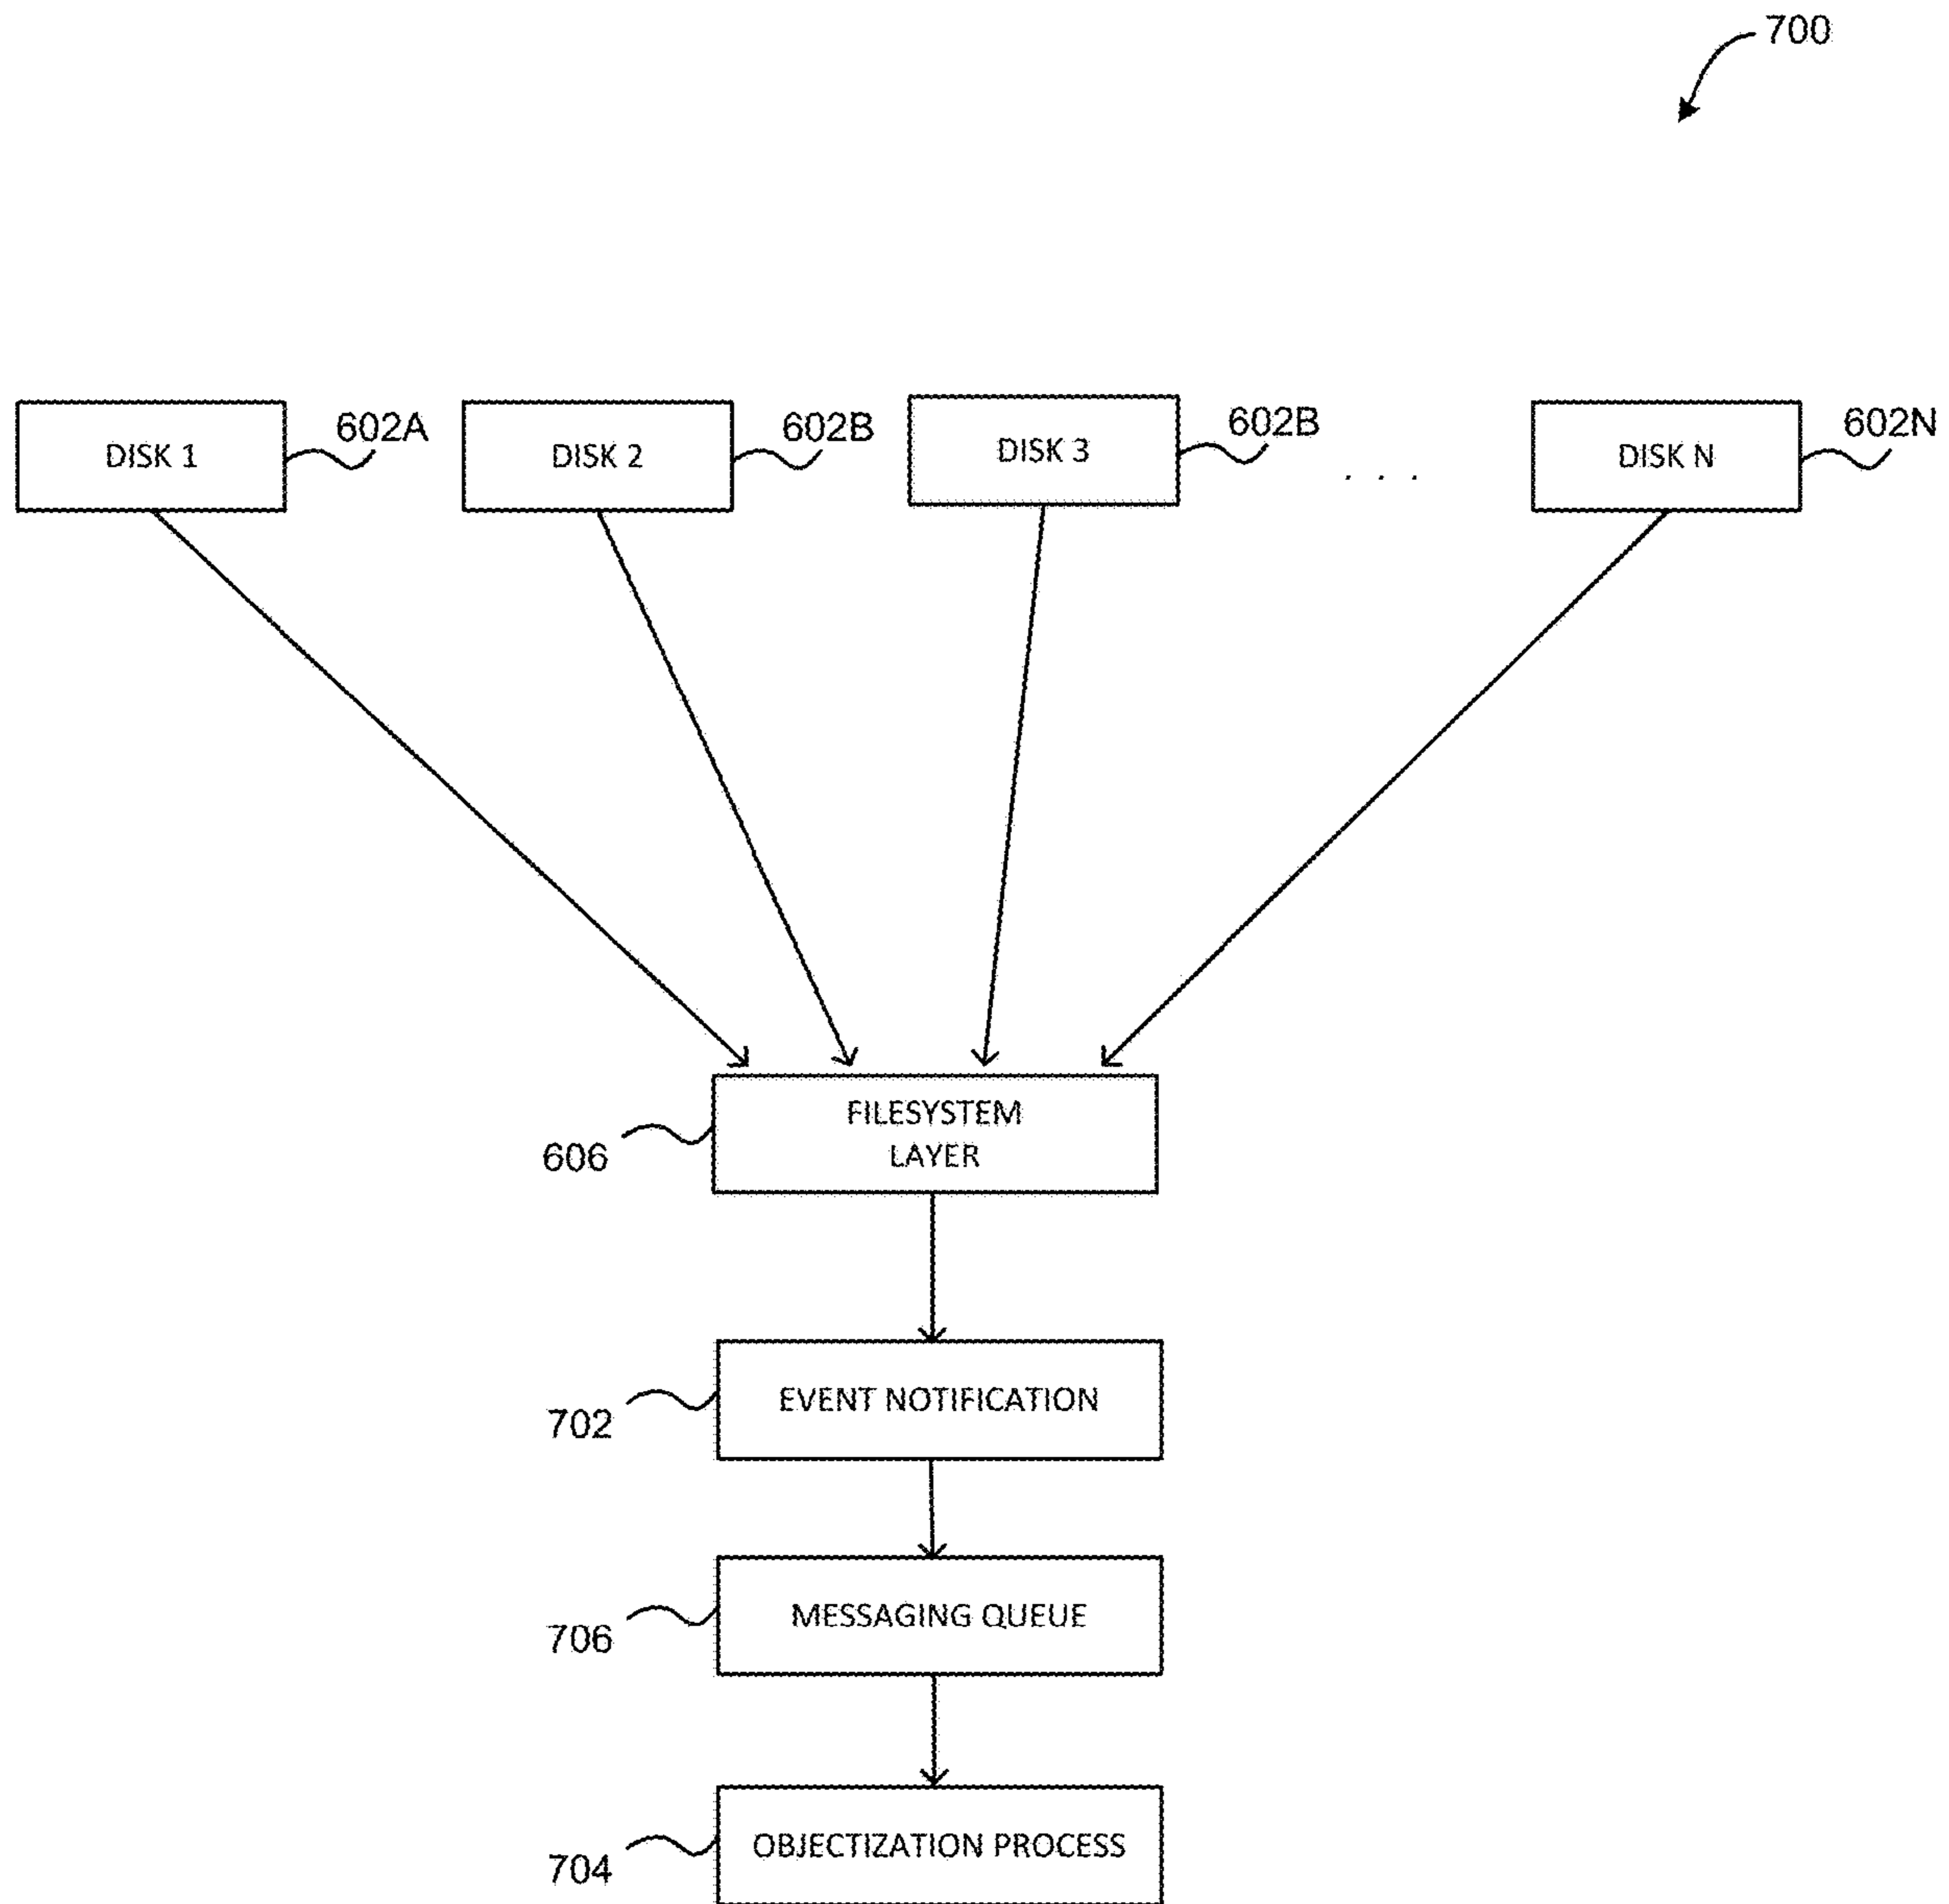 700
602A
602B
602B
602N
DISK 1
DISK 2
DISK 3
. . .
DISK N
FILESYSTEM
LAYER
606
EVENT NOTIFICATION
702
MESSAGING QUEUE
706
OBJECTIZATION PROCESS
704